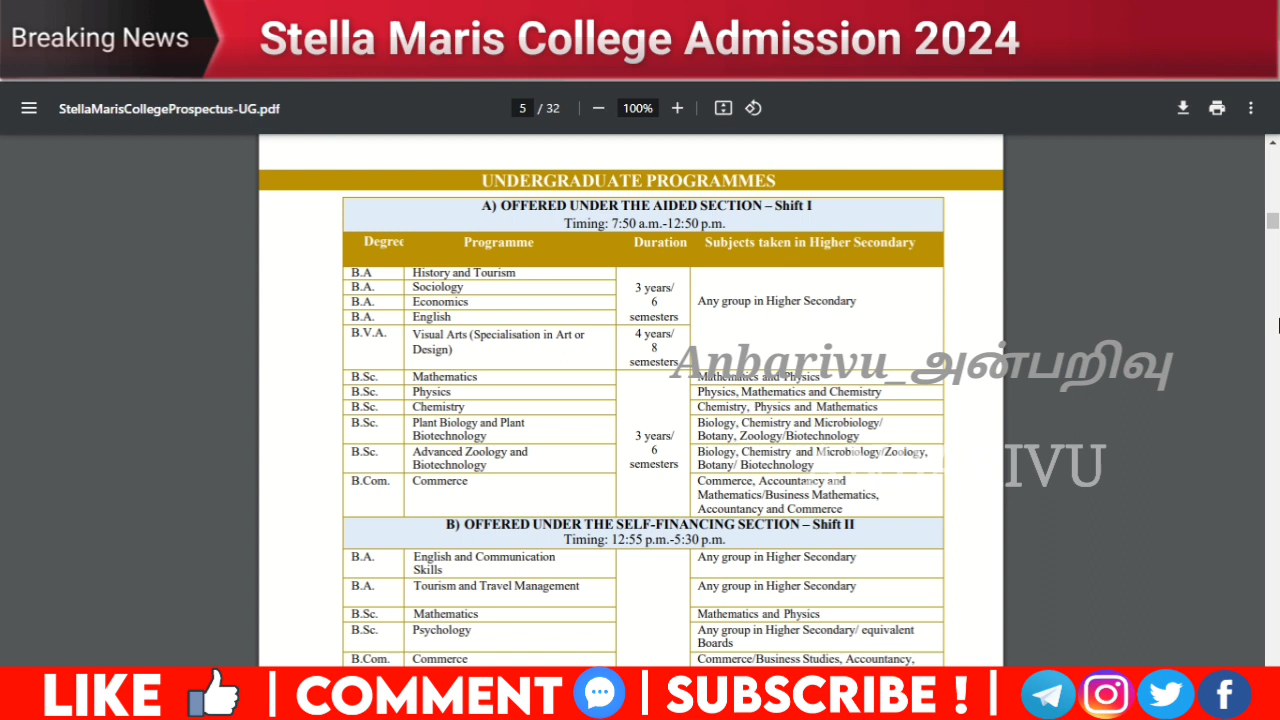 Breaking News
Stella Maris College Admission 2024
StellaMarisCollegeProspectus-UG.pdf
5 / 32
100%
UNDERGRADUATE PROGRAMMES
A) OFFERED UNDER THE AIDED SECTION – Shift I
Timing: 7:50 a.m.-12:50 p.m.
Degree Programme Duration Subjects taken in Higher Secondary
B.A History and Tourism
B.A. Sociology
B.A. Economics
B.A. English
3 years/
6
semesters
Any group in Higher Secondary
B.V.A. Visual Arts (Specialisation in Art or
Design)
4 years/
8
semesters
Anbarivu_அன்பறிவு
B.Sc. Mathematics Mathematics and Physics
B.Sc. Physics Physics, Mathematics and Chemistry
B.Sc. Chemistry Chemistry, Physics and Mathematics
B.Sc. Plant Biology and Plant
Biotechnology
Biology, Chemistry and Microbiology/
Botany, Zoology/Biotechnology
3 years/
6
semesters
B.Sc. Advanced Zoology and
Biotechnology
Biology, Chemistry and Microbiology/Zoology,
Botany/ Biotechnology
IVU
B.Com. Commerce Commerce, Accountancy and
Mathematics/Business Mathematics,
Accountancy and Commerce
B) OFFERED UNDER THE SELF-FINANCING SECTION – Shift II
Timing: 12:55 p.m.-5:30 p.m.
B.A. English and Communication
Skills
Any group in Higher Secondary
B.A. Tourism and Travel Management Any group in Higher Secondary
B.Sc. Mathematics Mathematics and Physics
B.Sc. Psychology Any group in Higher Secondary/ equivalent
Boards
B.Com. Commerce Commerce/Business Studies, Accountancy,
LIKE | COMMENT | SUBSCRIBE ! |